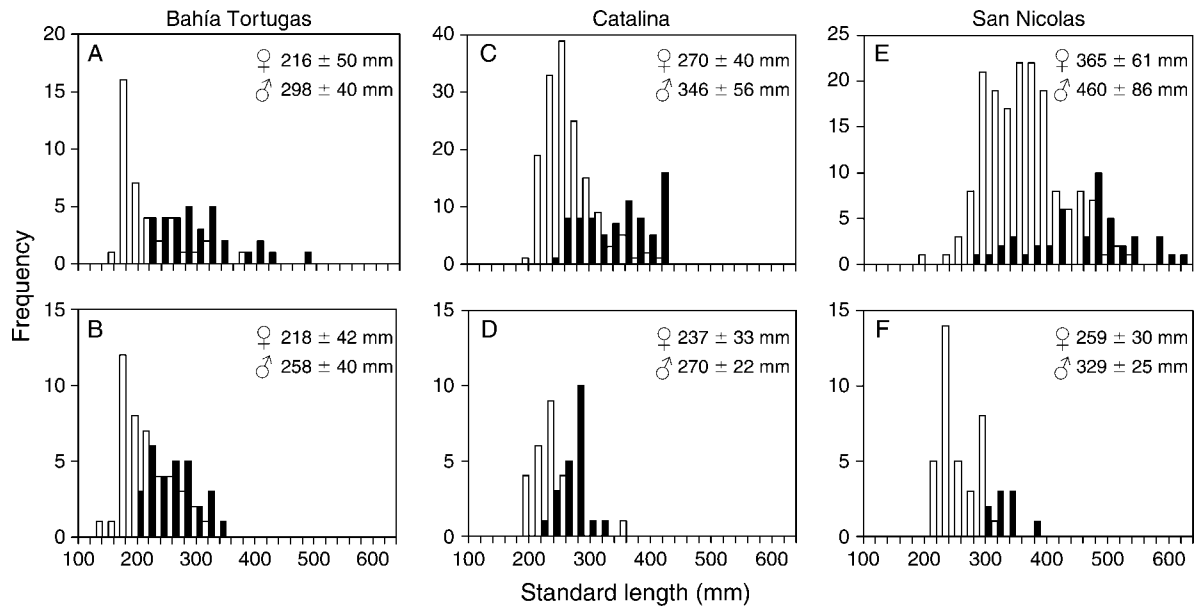 Bahía Tortugas
Catalina
San Nicolas
A
♀ 216 ± 50 mm
♂ 298 ± 40 mm
20
15
10
5
0
C
♀ 270 ± 40 mm
♂ 346 ± 56 mm
40
30
20
10
0
E
♀ 365 ± 61 mm
♂ 460 ± 86 mm
25
20
15
10
5
0
Frequency
B
♀ 218 ± 42 mm
♂ 258 ± 40 mm
15
10
5
0
100 200 300 400 500 600
D
♀ 237 ± 33 mm
♂ 270 ± 22 mm
15
10
5
0
100 200 300 400 500 600
F
♀ 259 ± 30 mm
♂ 329 ± 25 mm
15
10
5
0
100 200 300 400 500 600
Standard length (mm)